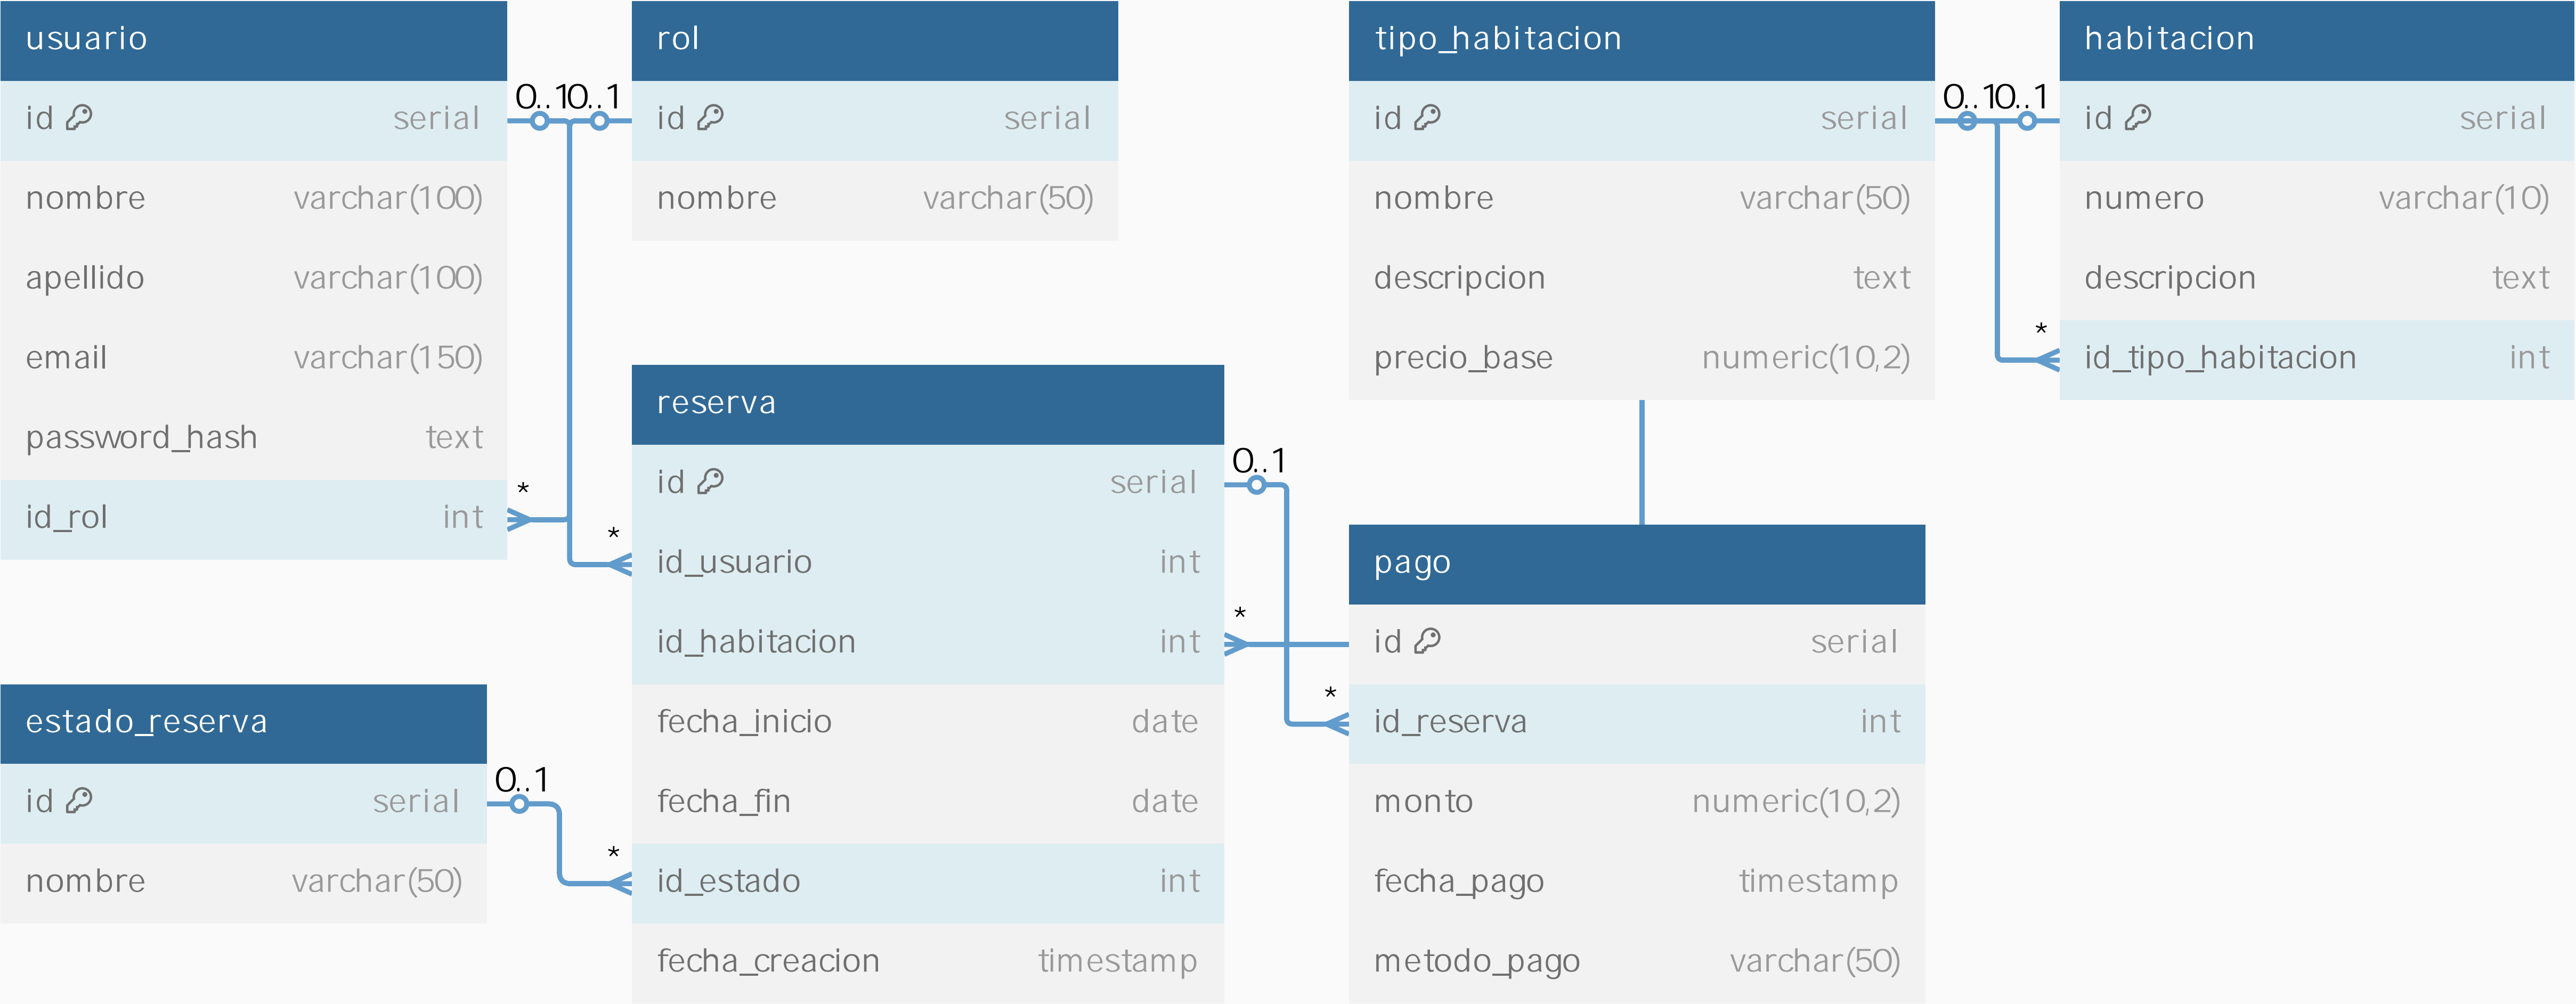 usuario
id serial
nombre varchar(100)
apellido varchar(100)
email varchar(150)
password_hash text
id_rol int
0..1
0..1
*
*
rol
id serial
nombre varchar(50)
tipo_habitacion
id serial
nombre varchar(50)
descripcion text
precio_base numeric(10,2)
0..1
0..1
*
habitacion
id serial
numero varchar(10)
descripcion text
id_tipo_habitacion int
reserva
id serial
id_usuario int
id_habitacion int
fecha_inicio date
fecha_fin date
id_estado int
fecha_creacion timestamp
0..1
*
*
pago
id serial
id_reserva int
monto numeric(10,2)
fecha_pago timestamp
metodo_pago varchar(50)
estado_reserva
id serial
nombre varchar(50)
0..1
*